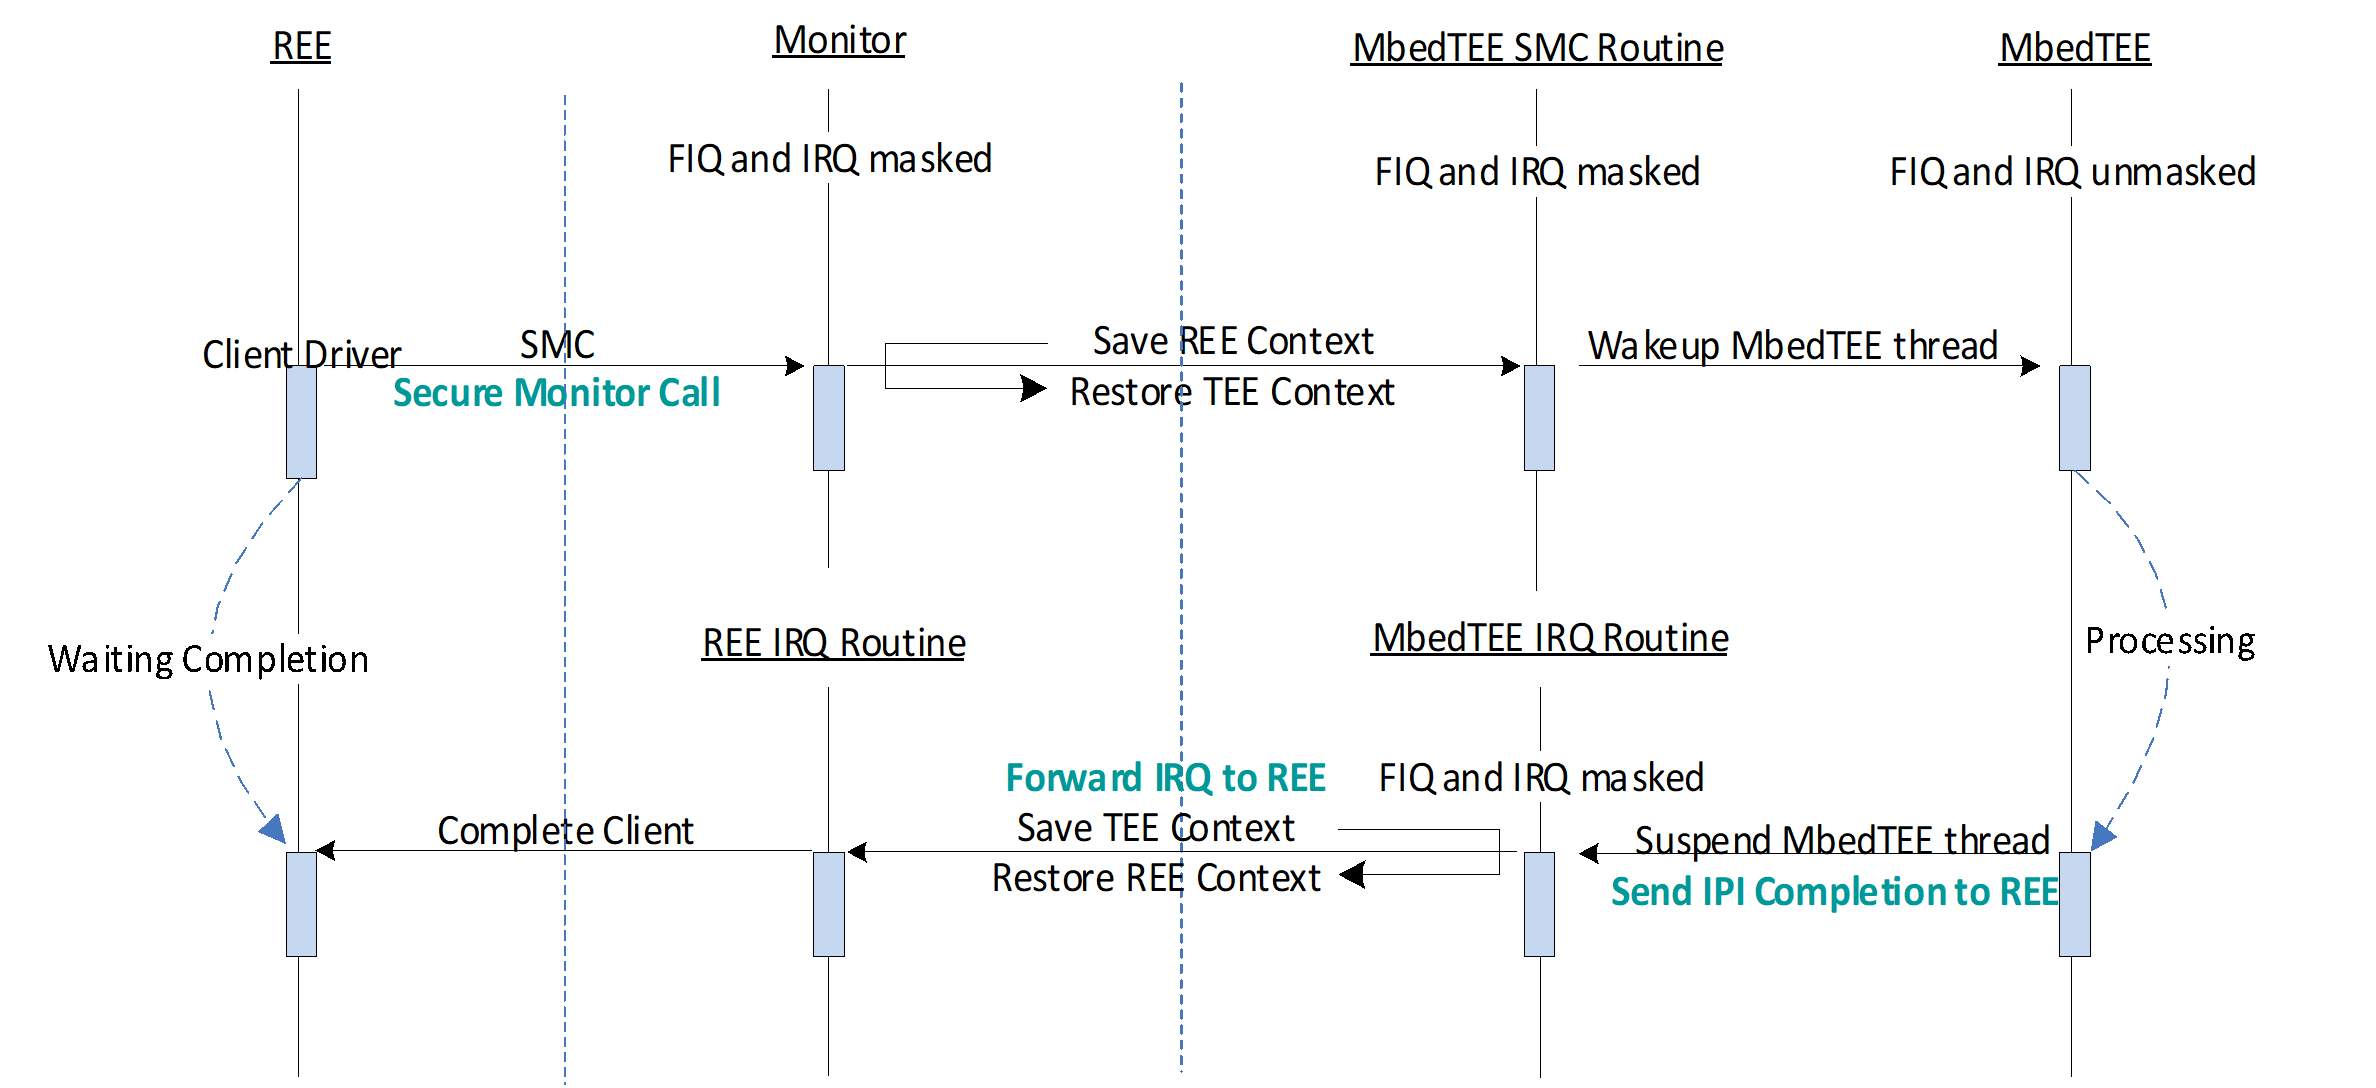 REE
Monitor
MbedTEE SMC Routine
MbedTEE
FIQ and IRQ masked
FIQ and IRQ masked
FIQ and IRQ unmasked
Client Driver
SMC
Secure Monitor Call
Save REE Context
Restore TEE Context
Wakeup MbedTEE thread
Waiting Completion
REE IRQ Routine
MbedTEE IRQ Routine
Processing
Forward IRQ to REE
FIQ and IRQ masked
Complete Client
Save TEE Context
Restore REE Context
Suspend MbedTEE thread
Send IPI Completion to REE